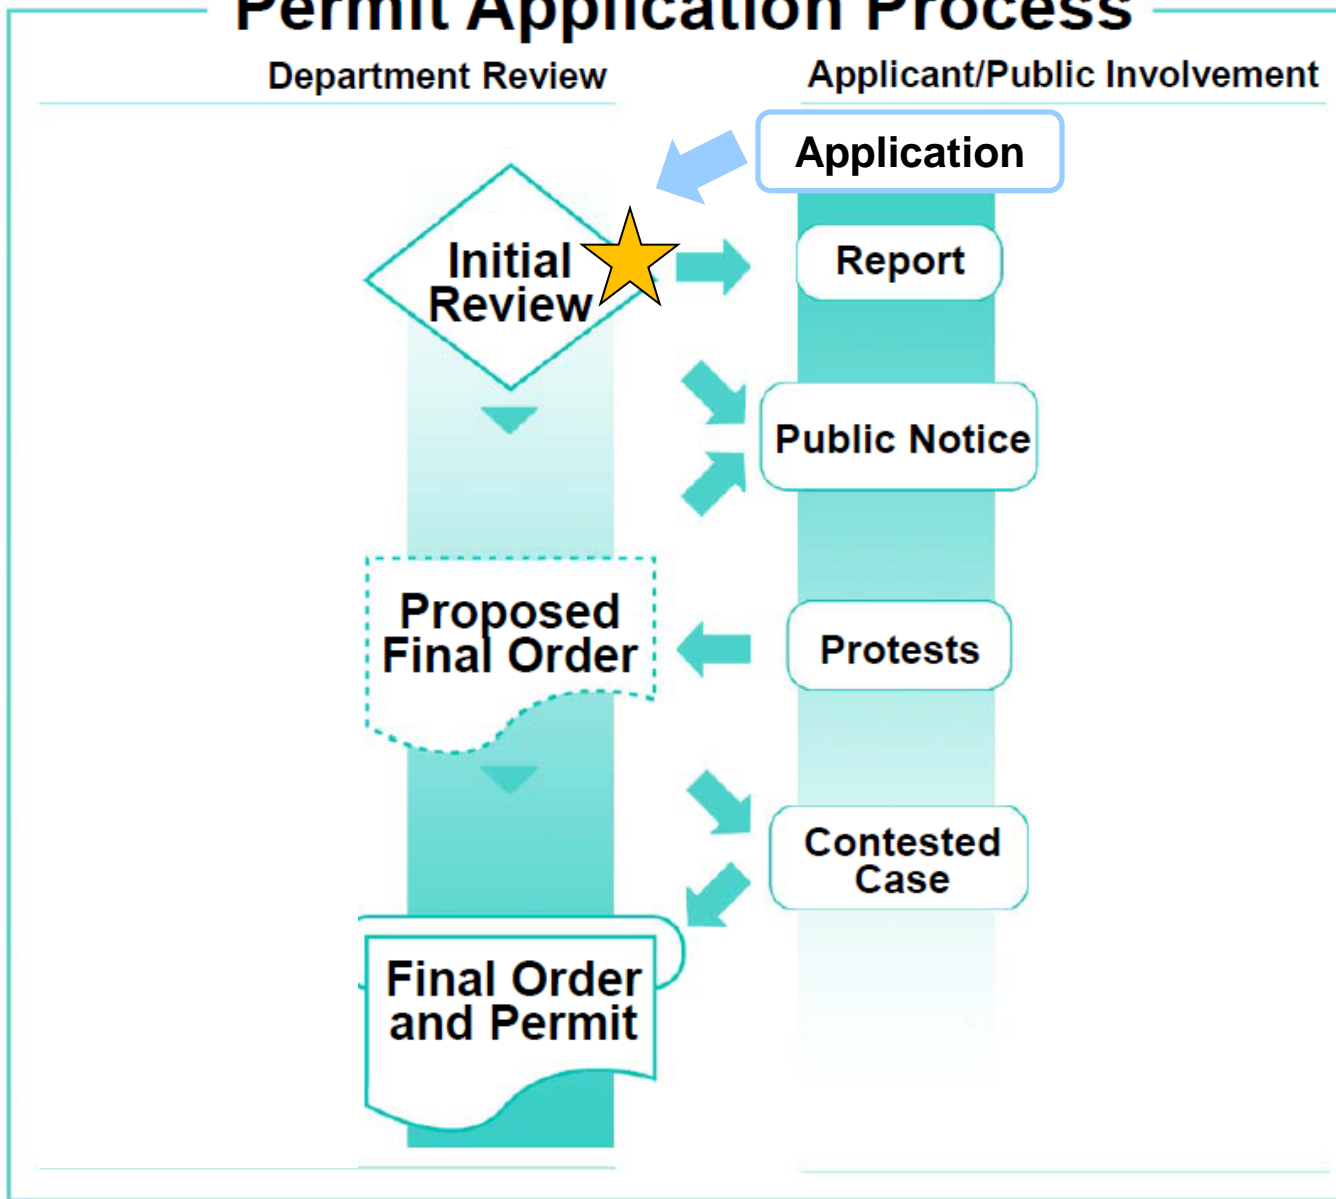 Permit Application Process
Department Review
Applicant/Public Involvement
Application
Initial
Review
Report
Public Notice
Proposed
Final Order
Protests
Contested
Case
Final Order
and Permit